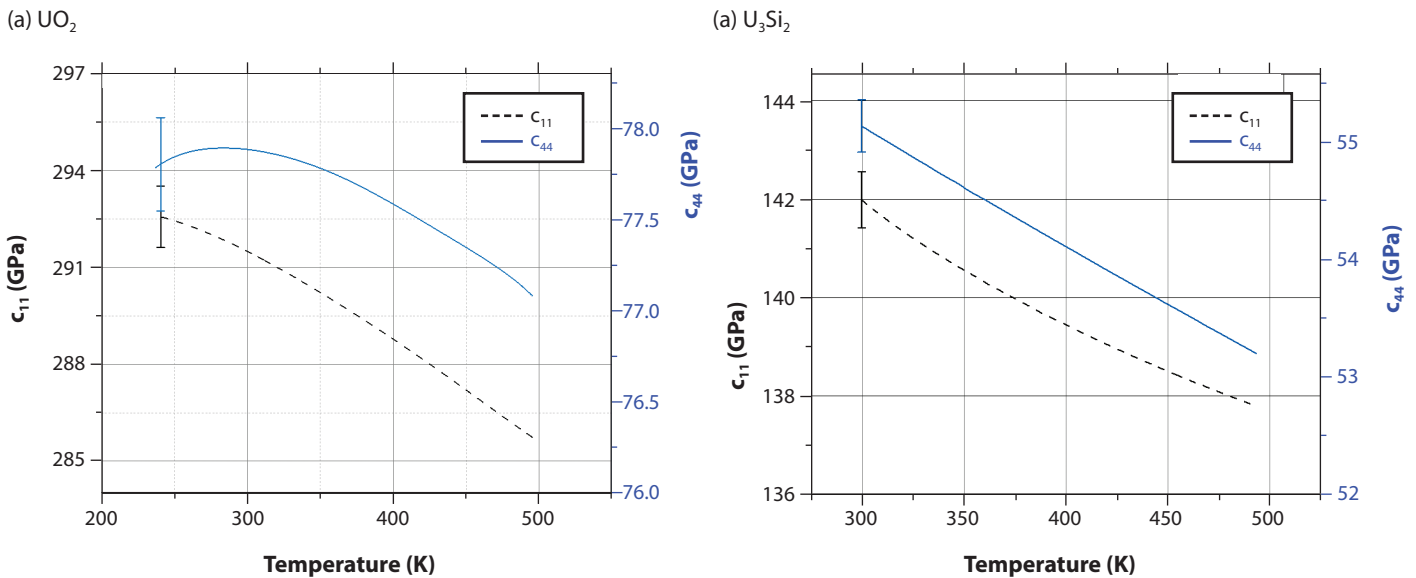 (a) UO₂
297
294
291
288
285
c₁₁ (GPa)
200
300
400
500
Temperature (K)
78.0
77.5
77.0
76.5
76.0
c₄₄ (GPa)
c₁₁
c₄₄
(a) U₃Si₂
144
142
140
138
136
c₁₁ (GPa)
300
350
400
450
500
Temperature (K)
55
54
53
52
c₄₄ (GPa)
c₁₁
c₄₄